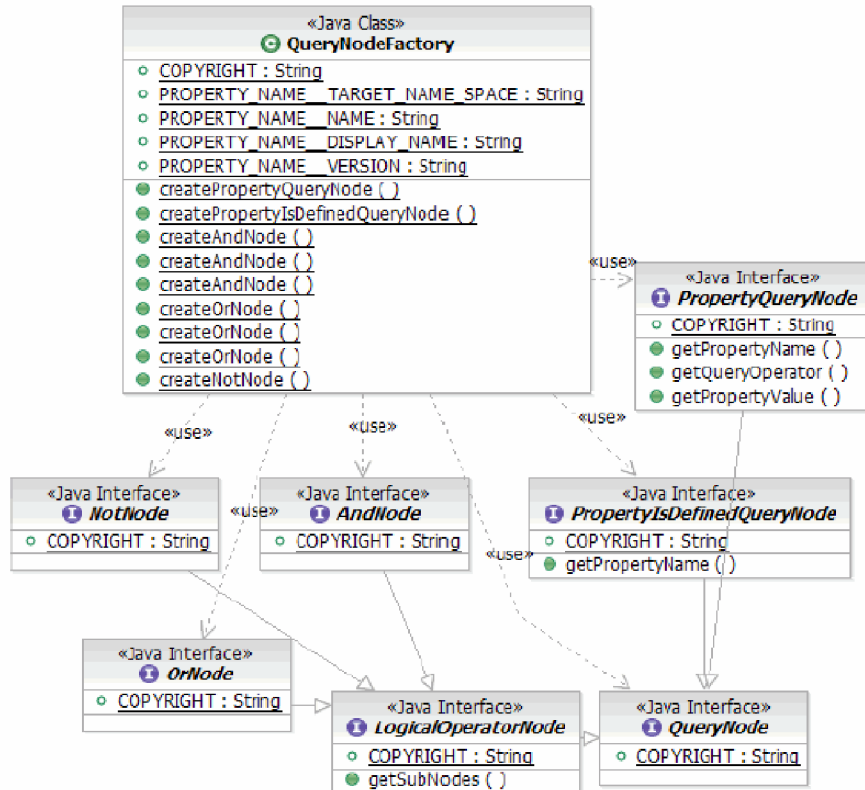 «Java Class»
QueryNodeFactory
COPYRIGHT : String
PROPERTY_NAME__TARGET_NAME_SPACE : String
PROPERTY_NAME__NAME : String
PROPERTY_NAME__DISPLAY_NAME : String
PROPERTY_NAME__VERSION : String
createPropertyQueryNode ( )
createPropertyIsDefinedQueryNode ( )
createAndNode ( )
createAndNode ( )
createAndNode ( )
createOrNode ( )
createOrNode ( )
createOrNode ( )
createNotNode ( )
«use»
«Java Interface»
PropertyQueryNode
COPYRIGHT : String
getPropertyName ( )
getQueryOperator ( )
getPropertyValue ( )
«use»
«use»
«use»
«Java Interface»
NotNode
COPYRIGHT : String
«use»
«Java Interface»
AndNode
COPYRIGHT : String
«use»
«Java Interface»
PropertyIsDefinedQueryNode
COPYRIGHT : String
getPropertyName ( )
«Java Interface»
OrNode
COPYRIGHT : String
«Java Interface»
LogicalOperatorNode
COPYRIGHT : String
getSubNodes ( )
«Java Interface»
QueryNode
COPYRIGHT : String